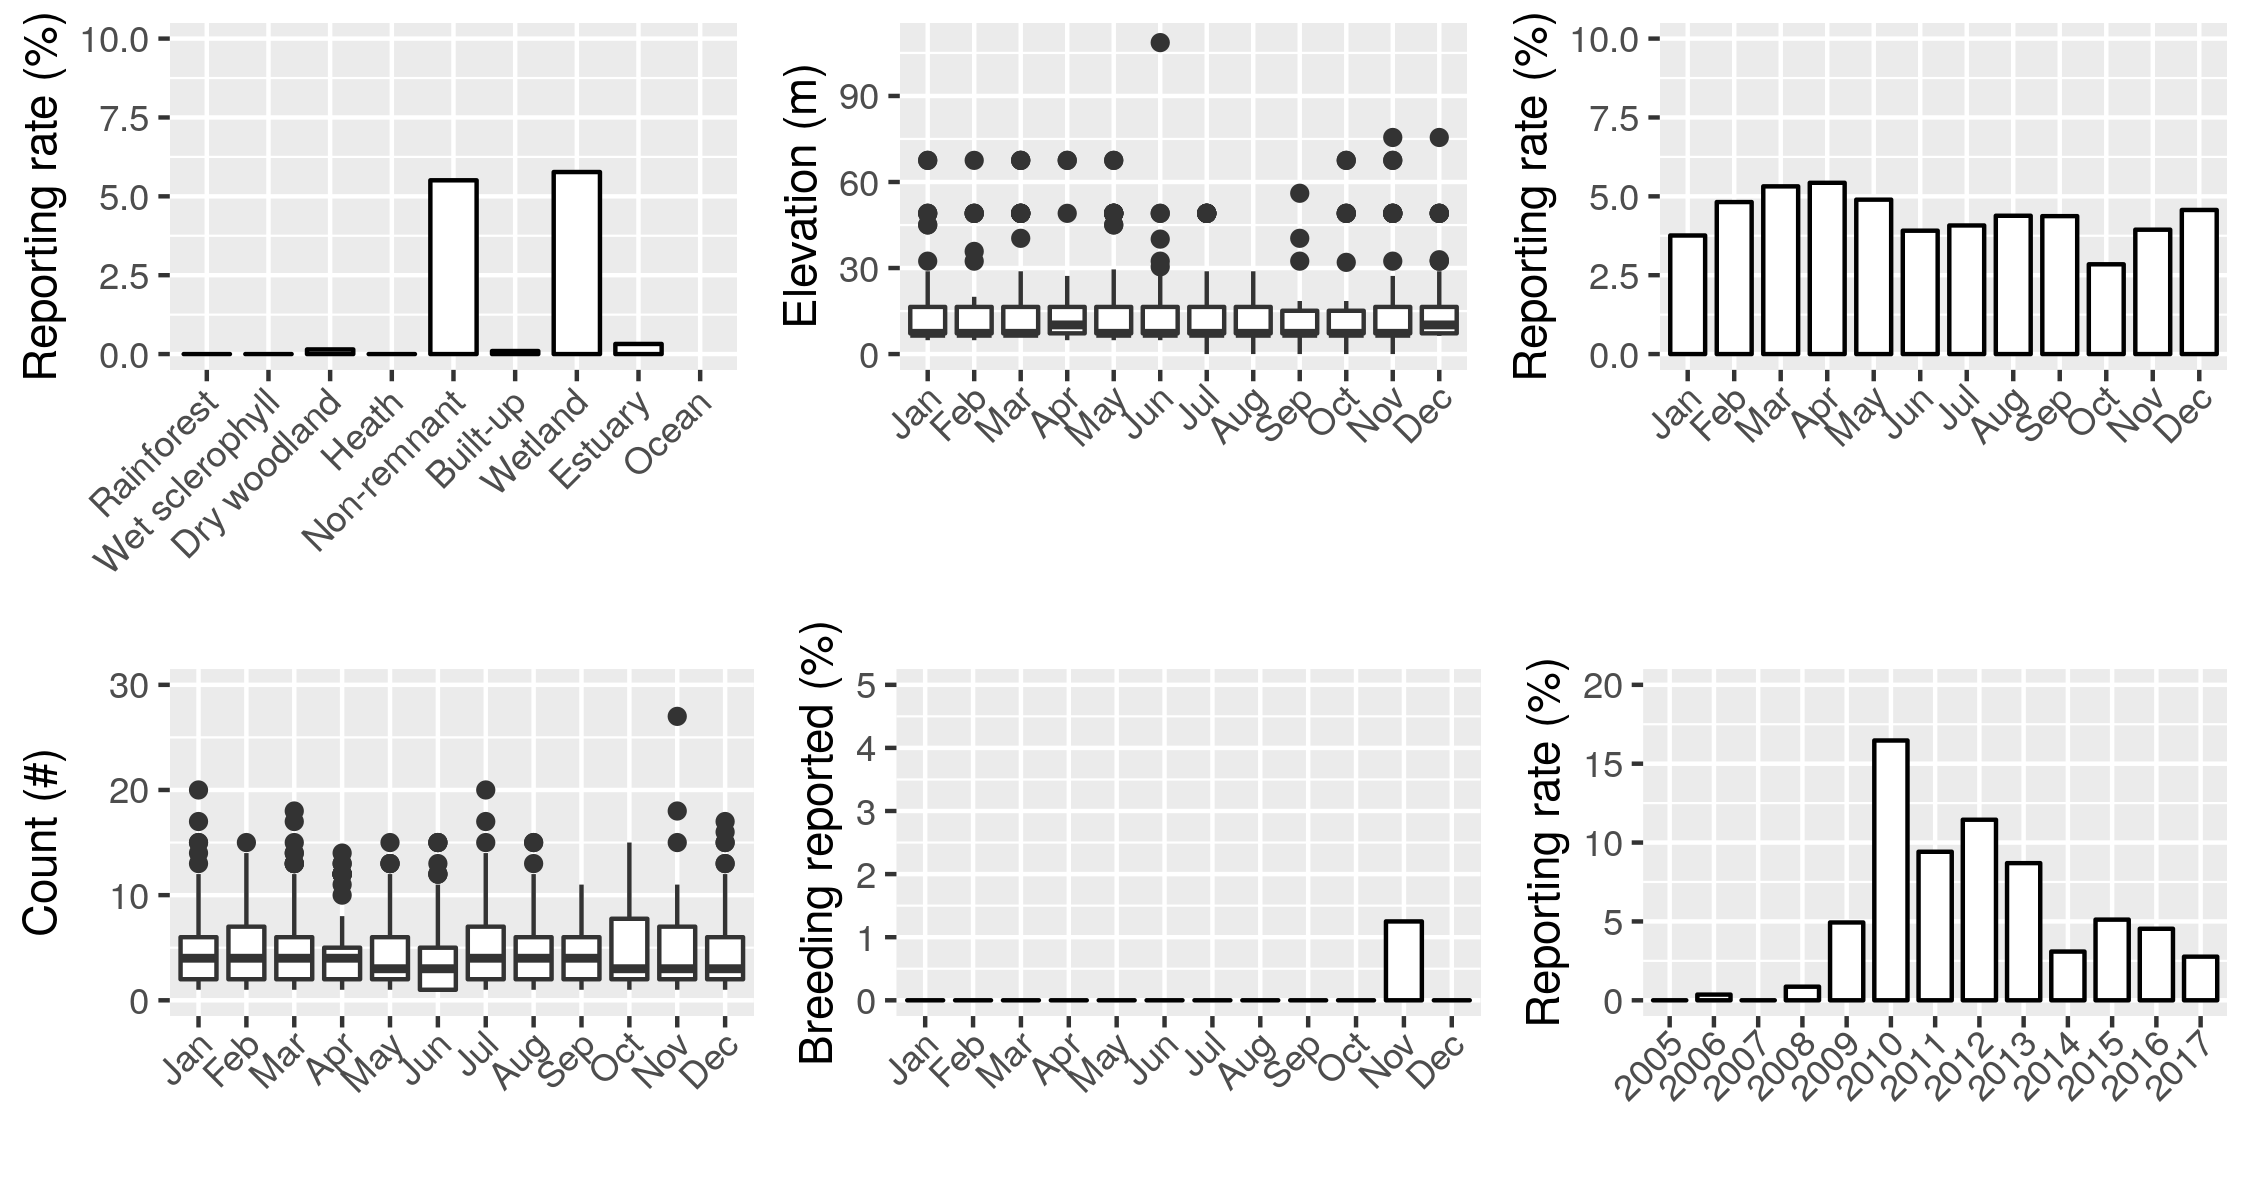 Reporting rate (%)
10.0
7.5
5.0
2.5
0.0
Rainforest
Wet sclerophyll
Dry woodland
Heath
Non-remnant
Built-up
Wetland
Estuary
Ocean
Elevation (m)
90
60
30
0
Jan
Feb
Mar
Apr
May
Jun
Jul
Aug
Sep
Oct
Nov
Dec
Reporting rate (%)
10.0
7.5
5.0
2.5
0.0
Jan
Feb
Mar
Apr
May
Jun
Jul
Aug
Sep
Oct
Nov
Dec
Count (#)
30
20
10
0
Jan
Feb
Mar
Apr
May
Jun
Jul
Aug
Sep
Oct
Nov
Dec
Breeding reported (%)
5
4
3
2
1
0
Jan
Feb
Mar
Apr
May
Jun
Jul
Aug
Sep
Oct
Nov
Dec
Reporting rate (%)
20
15
10
5
0
2005
2006
2007
2008
2009
2010
2011
2012
2013
2014
2015
2016
2017